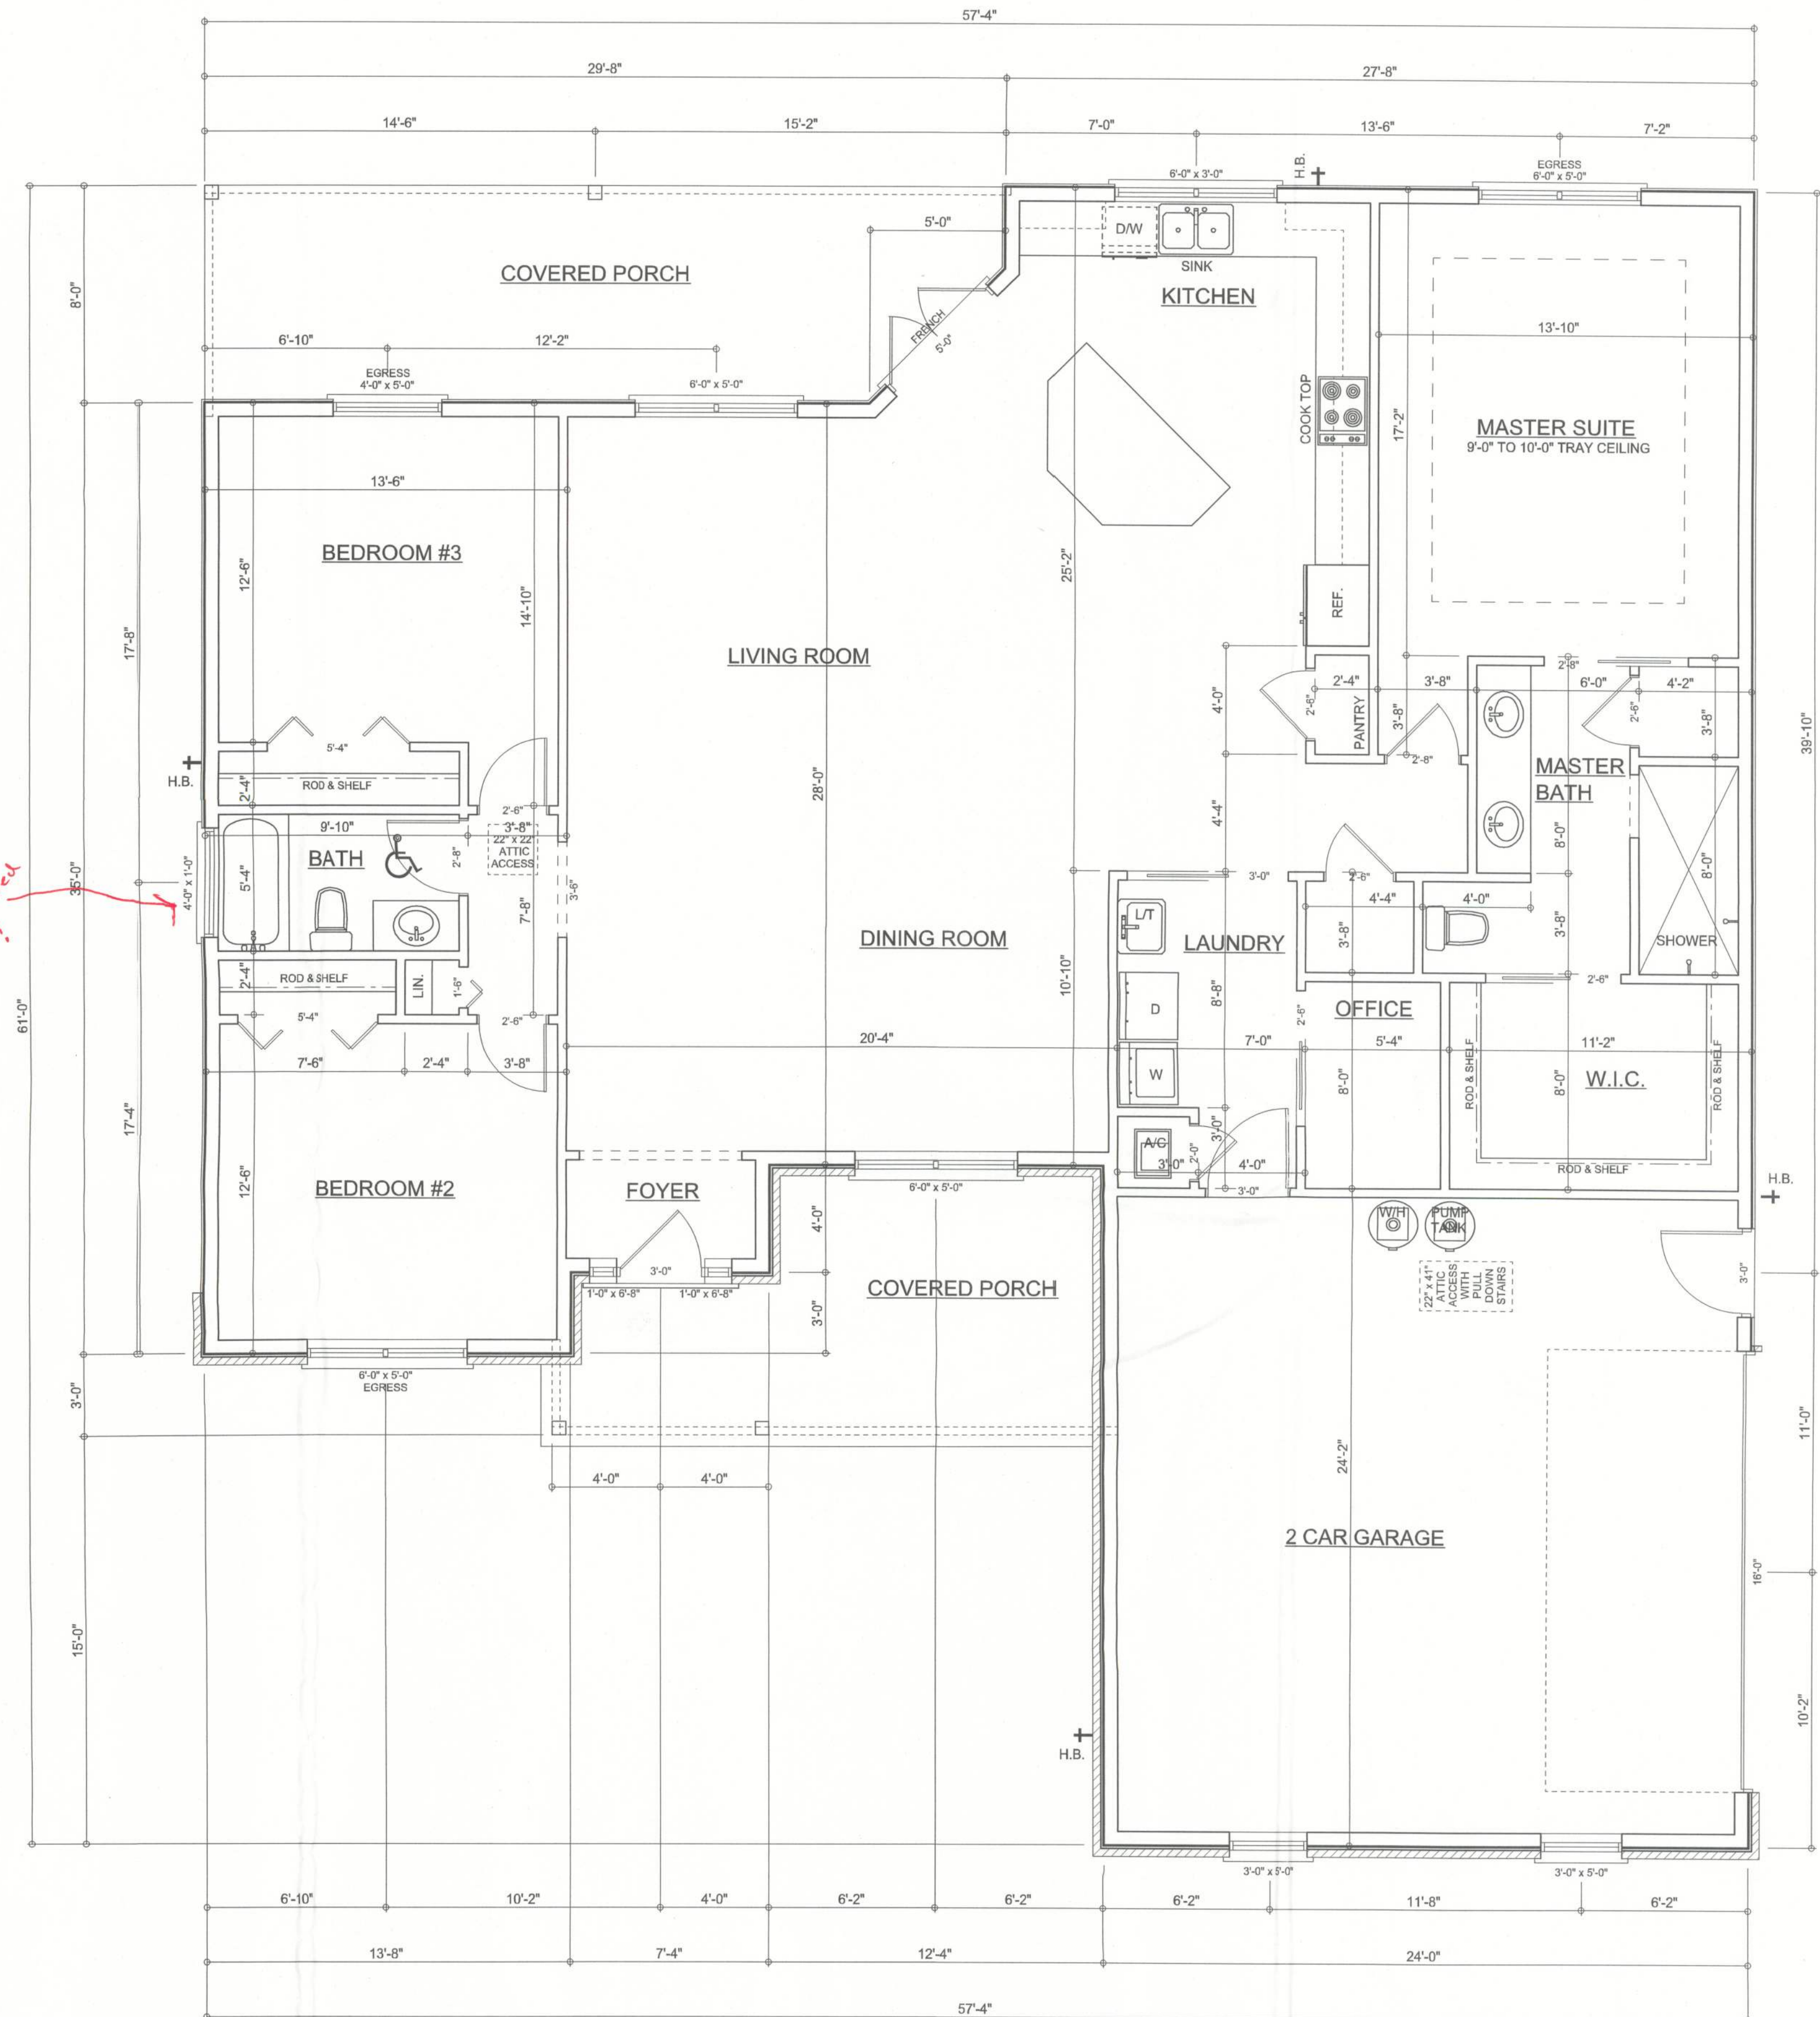 57'-4"
29'-8"
27'-8"
14'-6"
15'-2"
7'-0"
13'-6"
7'-2"
6'-0" x 3'-0"
H.B.
EGRESS
6'-0" x 5'-0"
5'-0"
D/W
SINK
KITCHEN
COVERED PORCH
8'-0"
FRENCH
5'-0"
6'-10"
12'-2"
EGRESS
4'-0" x 5'-0"
6'-0" x 5'-0"
13'-10"
COOK TOP
17'-2"
MASTER SUITE
9'-0" TO 10'-0" TRAY CEILING
13'-6"
BEDROOM #3
12'-6"
14'-10"
25'-2"
REF.
17'-8"
LIVING ROOM
2'-8"
2'-4"
3'-8"
6'-0"
4'-2"
4'-0"
2'-6"
PANTRY
3'-8"
2'-6"
3'-8"
39'-10"
5'-4"
2'-8"
H.B.
ROD & SHELF
2'-4"
28'-0"
MASTER
BATH
2'-6"
9'-10"
3'-8"
22" x 22"
ATTIC
ACCESS
4'-4"
8'-0"
BATH
2'-8"
5'-4"
4'-0" x 1'-0"
35'-0"
3'-6"
7'-8"
3'-0"
2'-6"
8'-0"
4'-4"
4'-0"
L/T
LAUNDRY
3'-8"
3'-8"
SHOWER
DINING ROOM
2'-4"
ROD & SHELF
LIN.
1'-6"
10'-10"
8'-8"
2'-6"
61'-0"
5'-4"
2'-6"
D
2'-6"
OFFICE
20'-4"
7'-0"
5'-4"
11'-2"
7'-6"
2'-4"
3'-8"
W
8'-0"
ROD & SHELF
8'-0"
W.I.C.
ROD & SHELF
17'-4"
A/C
2'-0"
3'-0"
3'-0"
4'-0"
ROD & SHELF
12'-6"
BEDROOM #2
FOYER
6'-0" x 5'-0"
3'-0"
H.B.
4'-0"
W/H
PUMP
TANK
3'-0"
1'-0" x 6'-8"
1'-0" x 6'-8"
COVERED PORCH
22" x 41"
ATTIC
ACCESS
WITH
PULL
DOWN
STAIRS
3'-0"
3'-0"
6'-0" x 5'-0"
EGRESS
3'-0"
11'-0"
4'-0"
4'-0"
24'-2"
2 CAR GARAGE
16'-0"
15'-0"
10'-2"
H.B.
3'-0" x 5'-0"
3'-0" x 5'-0"
6'-10"
10'-2"
4'-0"
6'-2"
6'-2"
6'-2"
11'-8"
6'-2"
13'-8"
7'-4"
12'-4"
24'-0"
57'-4"